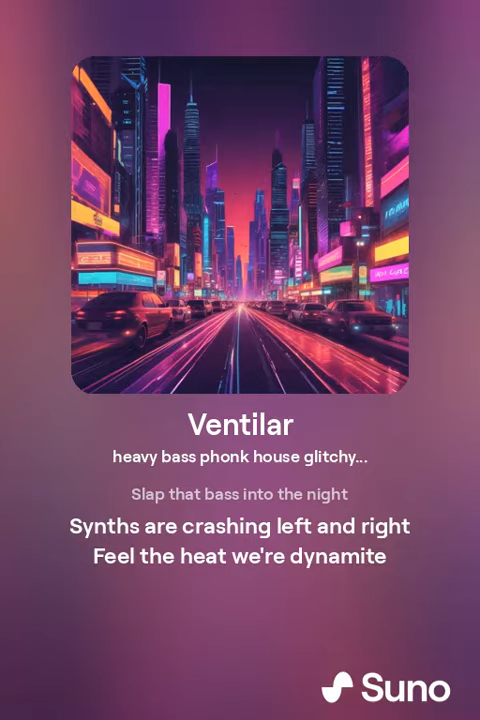 Ventilar
heavy bass phonk house glitchy...
Slap that bass into the night
Synths are crashing left and right
Feel the heat we're dynamite
Suno